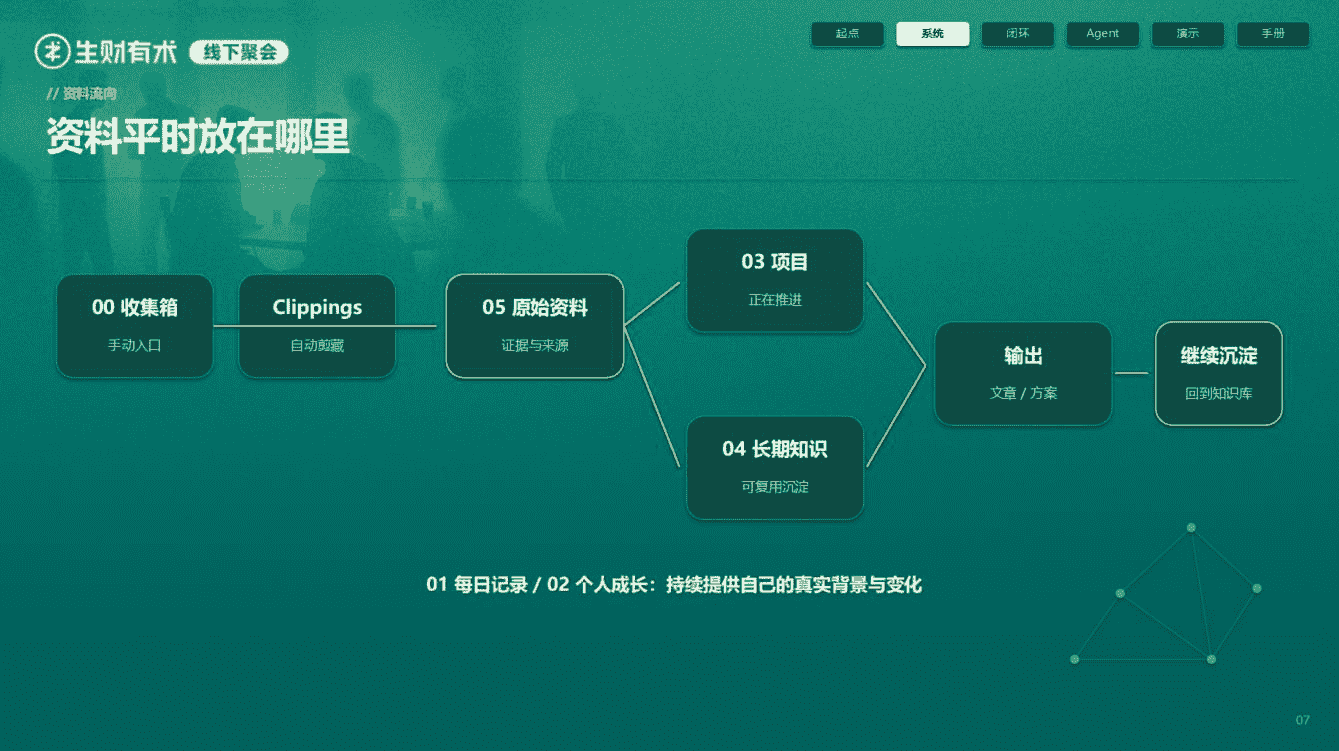 生财有术 线下聚会
起点 系统 闭环 Agent 演示 手册
// 资料流向
资料平时放在哪里
00 收集箱
手动入口
Clippings
自动剪藏
05 原始资料
证据与来源
03 项目
正在推进
04 长期知识
可复用沉淀
输出
文章 / 方案
继续沉淀
回到知识库
01 每日记录 / 02 个人成长：持续提供自己的真实背景与变化
07